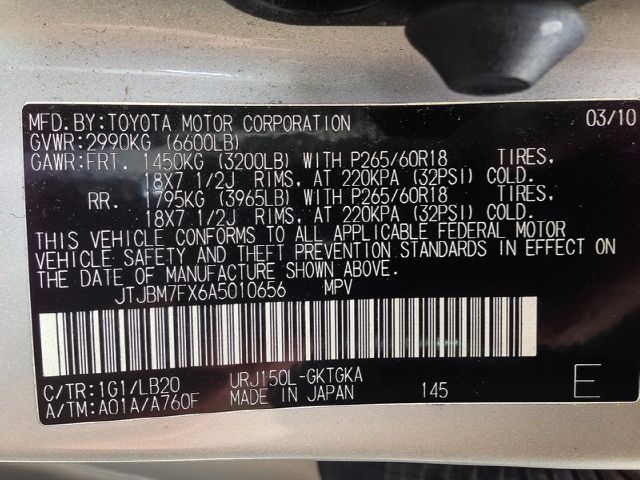 MFD.BY:TOYOTA MOTOR CORPORATION 03/10
GVWR:2990KG (6600LB)
GAWR:FRT. 1450KG (3200LB) WITH P265/60R18 TIRES,
18X7 1/2J RIMS, AT 220KPA (32PSI) COLD.
RR. 1795KG (3965LB) WITH P265/60R18 TIRES,
18X7 1/2J RIMS, AT 220KPA (32PSI) COLD.
THIS VEHICLE CONFORMS TO ALL APPLICABLE FEDERAL MOTOR
VEHICLE SAFETY AND THEFT PREVENTION STANDARDS IN EFFECT ON
THE DATE OF MANUFACTURE SHOWN ABOVE.
JTJBM7FX6A5010656 MPV
C/TR:1G1/LB20 URJ150L-GKTGKA
A/TM:A01A/A760F MADE IN JAPAN 145 E